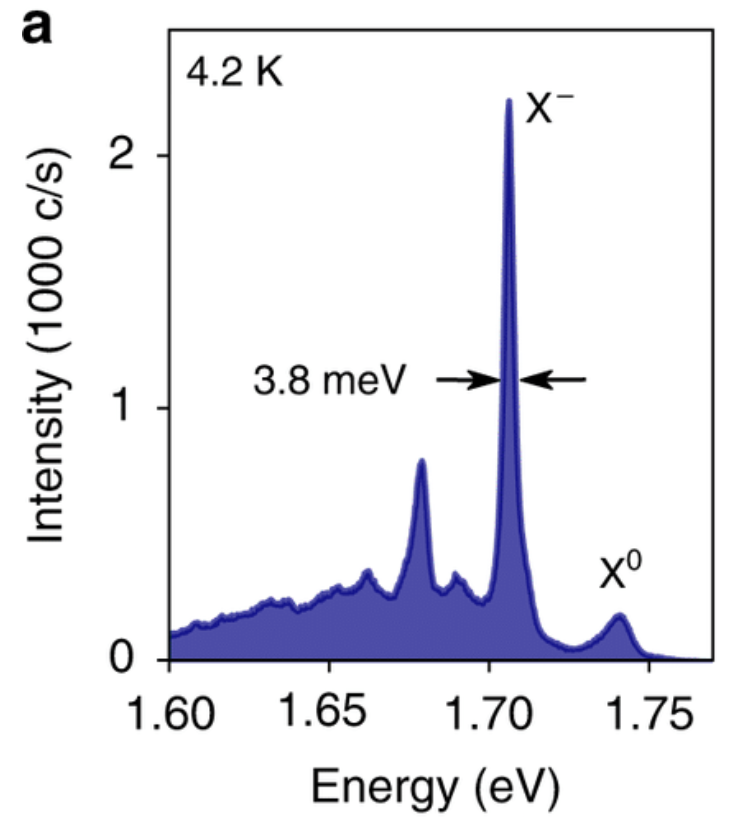 a
4.2 K
X⁻
2
Intensity (1000 c/s)
3.8 meV
1
X⁰
0
1.60 1.65 1.70 1.75
Energy (eV)